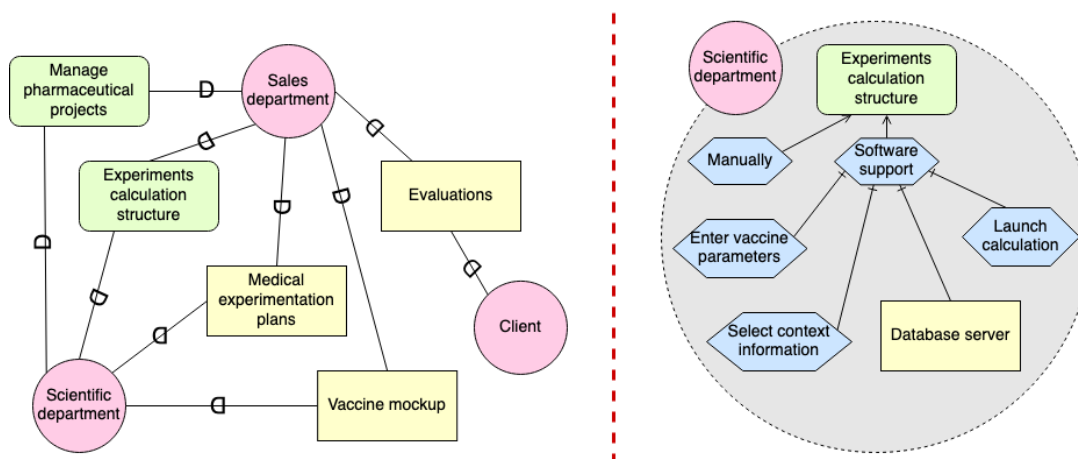 Manage
pharmaceutical
projects
D
Sales
department
D
D
Experiments
calculation
structure
D
D
Evaluations
D
D
D
Medical
experimentation
plans
D
D
Client
Scientific
department
D
Vaccine mockup
Scientific
department
Experiments
calculation
structure
Manually
Software
support
Enter vaccine
parameters
Launch
calculation
Select context
information
Database server